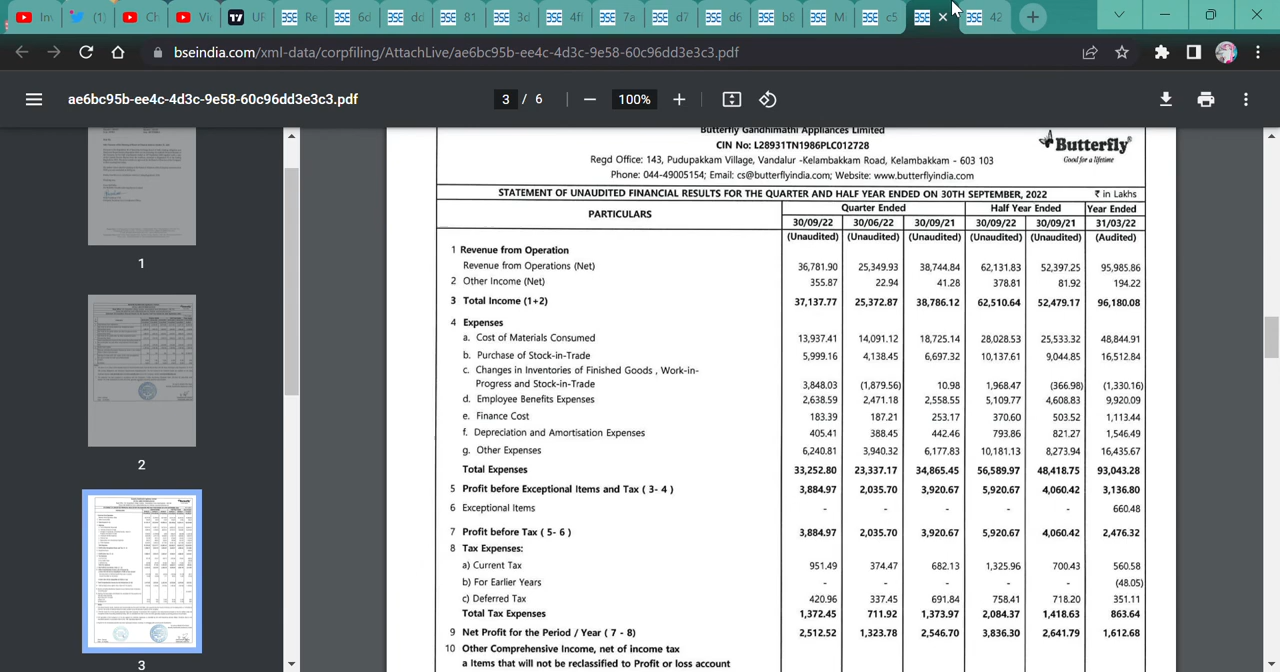 Inv
(1)
Ch
Vi
UF
Re
6d
dd
81
3d
4ff
7a
d7
d6
b8
M
c5
42
bseindia.com/xml-data/corpfiling/AttachLive/ae6bc95b-ee4c-4d3c-9e58-60c96dd3e3c3.pdf
ae6bc95b-ee4c-4d3c-9e58-60c96dd3e3c3.pdf 3 / 6 100%
1
2
3
Butterfly Gandhimathi Appliances Limited
CIN No: L28931TN1986PLC012728
Regd Office: 143, Pudupakkam Village, Vandalur -Kelambakkam Road, Kelambakkam - 603 103
Phone: 044-49005154; Email: cs@butterflyindia.com; Website: www.butterflyindia.com
Butterfly
Good for a lifetime
STATEMENT OF UNAUDITED FINANCIAL RESULTS FOR THE QUARTER AND HALF YEAR ENDED ON 30TH SEPTEMBER, 2022 ₹ in Lakhs
PARTICULARS Quarter Ended Half Year Ended Year Ended
30/09/22 30/06/22 30/09/21 30/09/22 30/09/21 31/03/22
(Unaudited) (Unaudited) (Unaudited) (Unaudited) (Unaudited) (Audited)
1 Revenue from Operation
Revenue from Operations (Net) 36,781.90 25,349.93 38,744.84 62,131.83 52,397.25 95,985.86
2 Other Income (Net) 355.87 22.94 41.28 378.81 81.92 194.22
3 Total Income (1+2) 37,137.77 25,372.87 38,786.12 62,510.64 52,479.17 96,180.08
4 Expenses
a. Cost of Materials Consumed 13,937.41 14,091.12 18,725.14 28,028.53 25,533.32 48,844.91
b. Purchase of Stock-in-Trade 5,999.16 4,138.45 6,697.32 10,137.61 9,044.85 16,512.84
c. Changes in Inventories of Finished Goods , Work-in-
Progress and Stock-in-Trade 3,848.03 (1,879.56) 10.98 1,968.47 (366.98) (1,330.16)
d. Employee Benefits Expenses 2,638.59 2,471.18 2,558.55 5,109.77 4,608.83 9,920.09
e. Finance Cost 183.39 187.21 253.17 370.60 503.52 1,113.44
f. Depreciation and Amortisation Expenses 405.41 388.45 442.46 793.86 821.27 1,546.49
g. Other Expenses 6,240.81 3,940.32 6,177.83 10,181.13 8,273.94 16,435.67
Total Expenses 33,252.80 23,337.17 34,865.45 56,589.97 48,418.75 93,043.28
5 Profit before Exceptional Items and Tax ( 3- 4 ) 3,884.97 2,035.70 3,920.67 5,920.67 4,060.42 3,136.80
6 Exceptional Items - - - - - 660.48
7 Profit before Tax ( 5- 6 ) 3,884.97 2,035.70 3,920.67 5,920.67 4,060.42 2,476.32
8 Tax Expenses:
a) Current Tax 951.49 374.47 682.13 1,325.96 700.43 560.58
b) For Earlier Years - - - - - (48.05)
c) Deferred Tax 420.96 337.45 691.84 758.41 718.20 351.11
Total Tax Expenses 1,372.45 711.92 1,373.97 2,084.37 1,418.63 863.64
9 Net Profit for the Period / Year ( 7 - 8) 2,512.52 1,323.78 2,546.70 3,836.30 2,641.79 1,612.68
10 Other Comprehensive Income, net of income tax
a Items that will not be reclassified to Profit or loss account